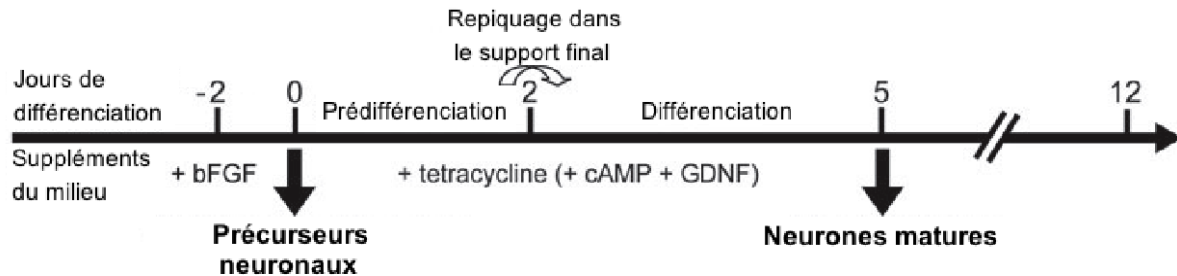 Repiquage dans
le support final
Jours de
différenciation
-2
0
Prédifférenciation
2
Différenciation
5
12
Suppléments
du milieu
+ bFGF
+ tetracycline (+ cAMP + GDNF)
Précurseurs
neuronaux
Neurones matures